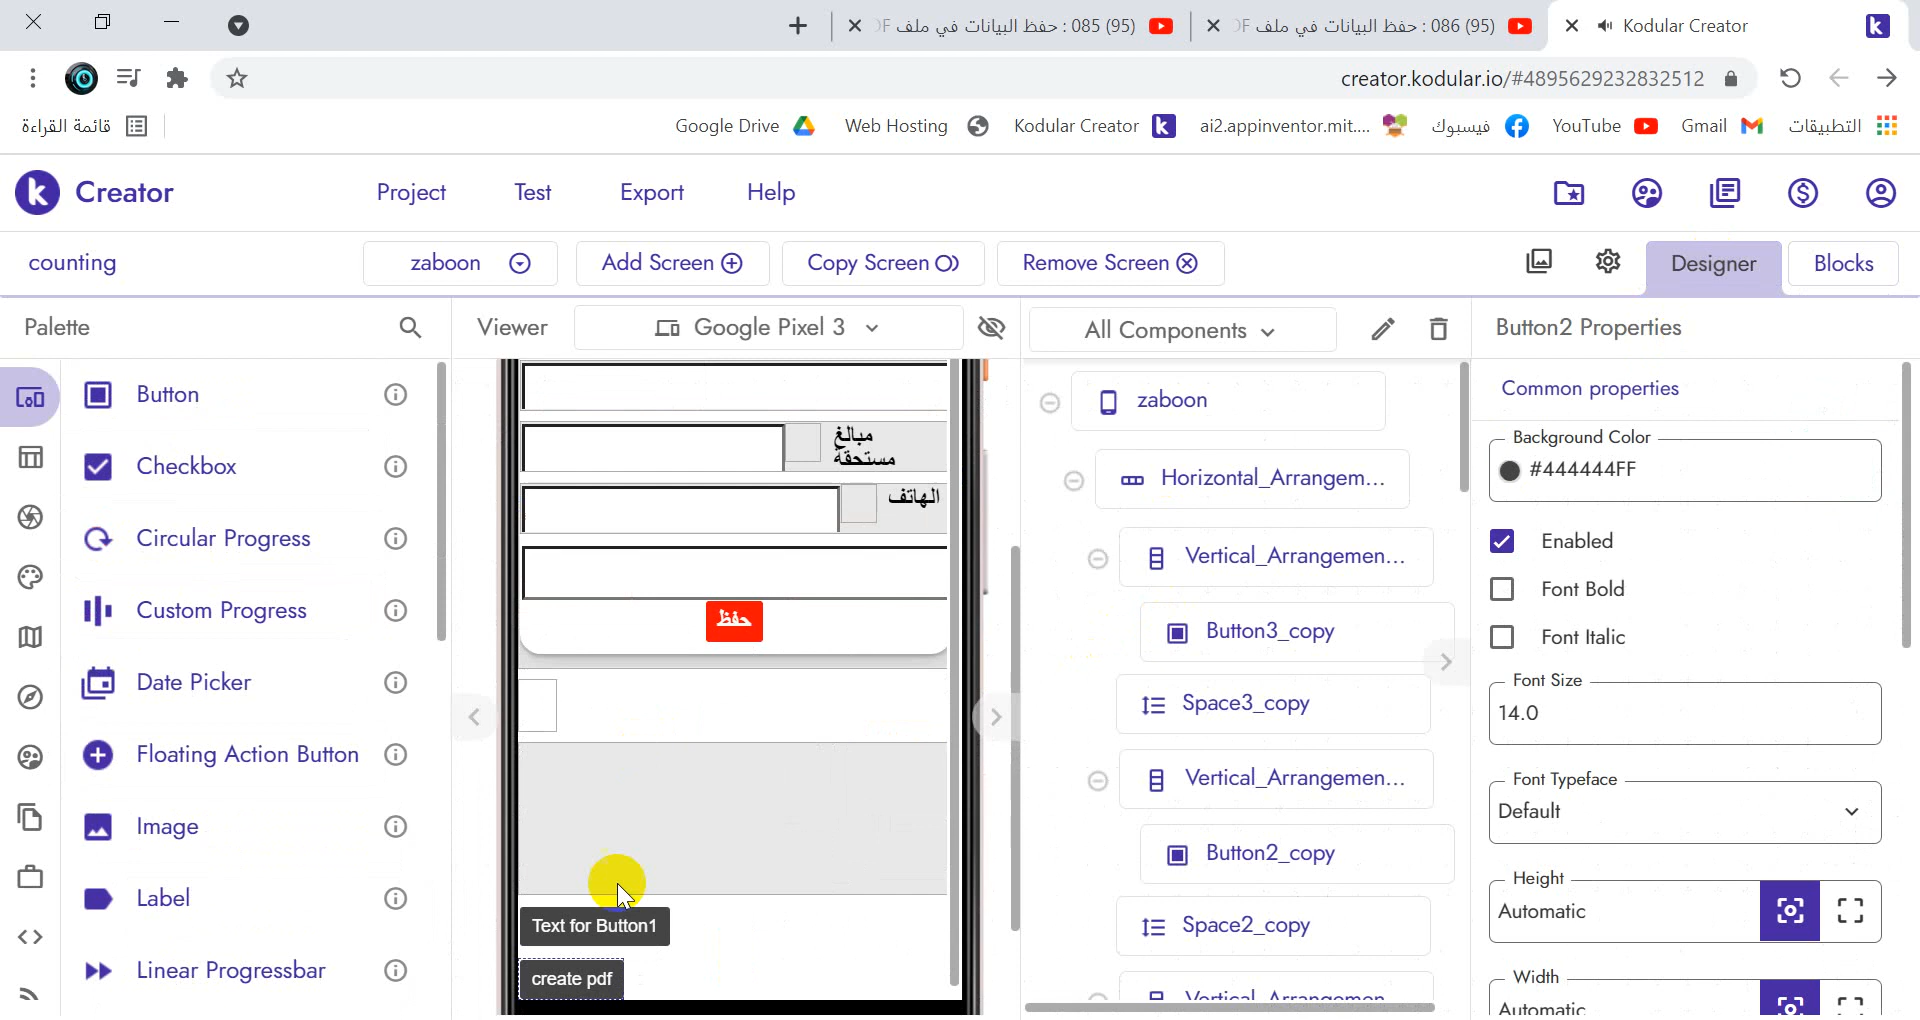 حفظ البيانات في ملف F : 085 (95)
حفظ البيانات في ملف F : 086 (95)
Kodular Creator
creator.kodular.io/#4895629232832512
قائمة القراءة
Google Drive
Web Hosting
Kodular Creator
ai2.appinventor.mit....
فيسبوك
YouTube
Gmail
التطبيقات
Creator
Project
Test
Export
Help
counting
zaboon
Add Screen
Copy Screen
Remove Screen
Designer
Blocks
Palette
Viewer
Google Pixel 3
All Components
Button2 Properties
Button
Checkbox
Circular Progress
Custom Progress
Date Picker
Floating Action Button
Image
Label
Linear Progressbar
مبالغ
مستحقة
الهاتف
حفظ
Text for Button1
create pdf
zaboon
Horizontal_Arrangem...
Vertical_Arrangemen...
Button3_copy
Space3_copy
Vertical_Arrangemen...
Button2_copy
Space2_copy
Vertical_Arrangemen
Common properties
Background Color
#444444FF
Enabled
Font Bold
Font Italic
Font Size
14.0
Font Typeface
Default
Height
Automatic
Width
Automatic